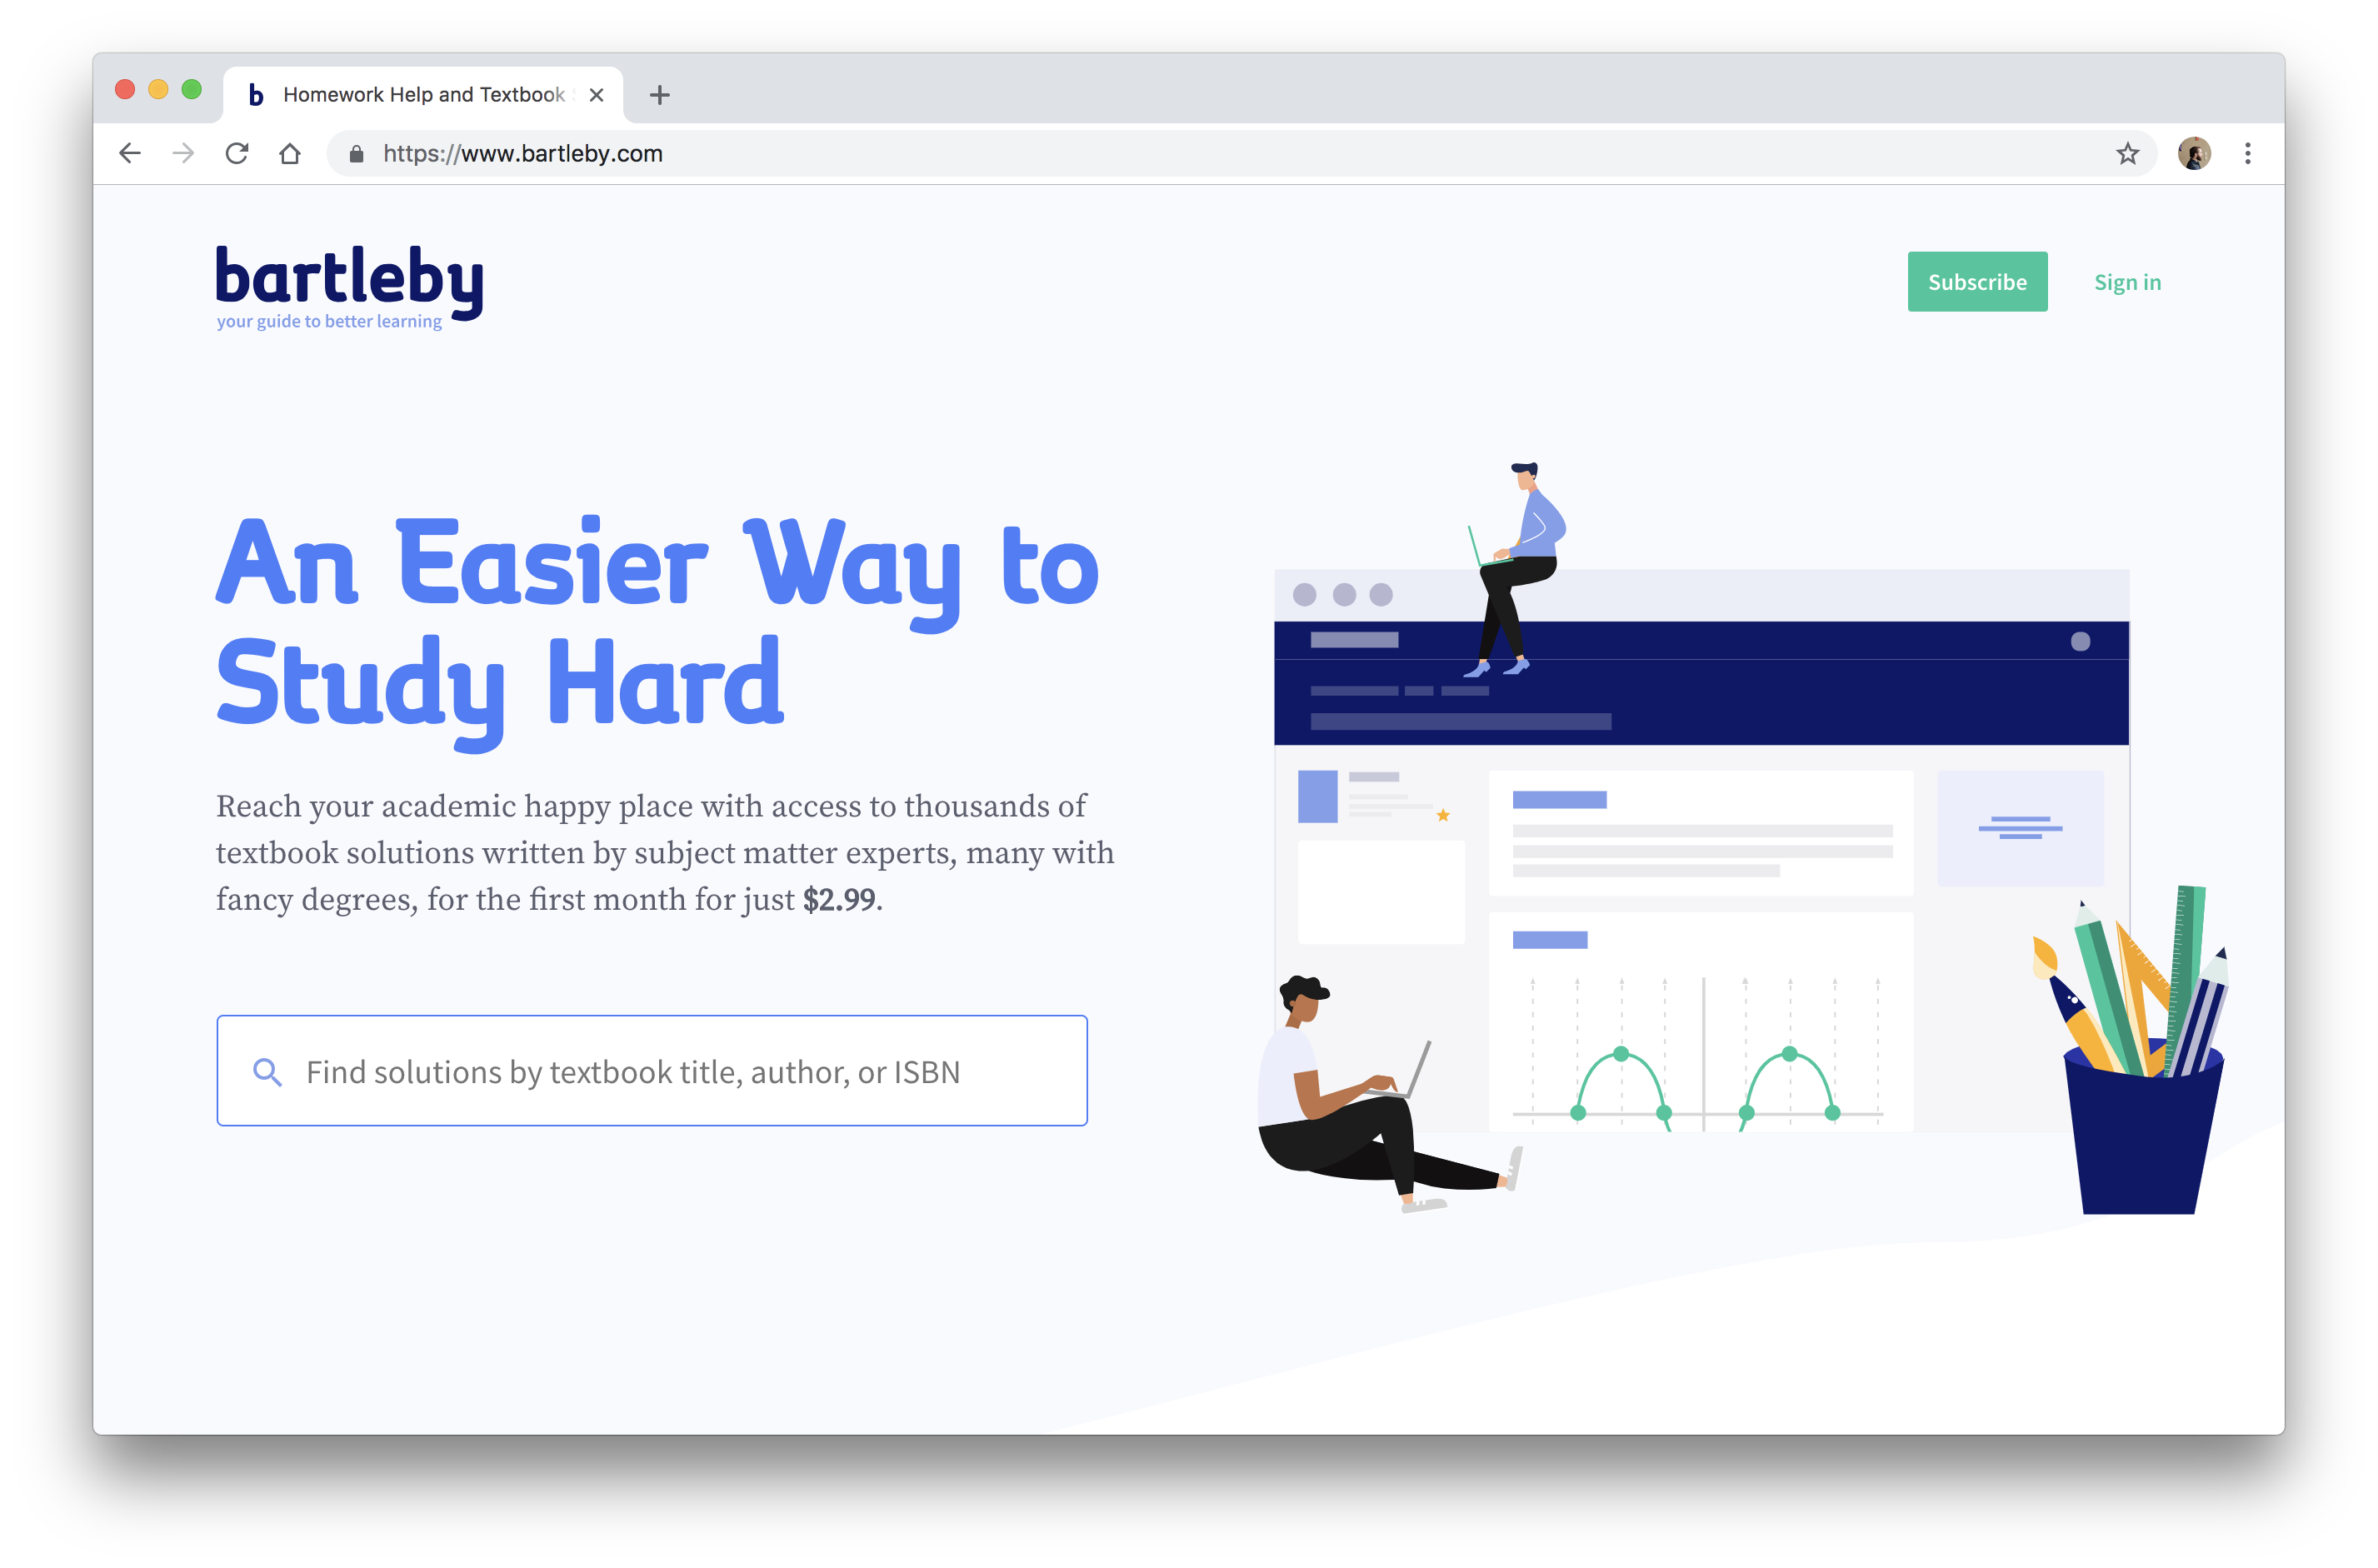 b Homework Help and Textbook
https://www.bartleby.com
bartleby
your guide to better learning
Subscribe
Sign in
An Easier Way to
Study Hard
Reach your academic happy place with access to thousands of
textbook solutions written by subject matter experts, many with
fancy degrees, for the first month for just $2.99.
Find solutions by textbook title, author, or ISBN